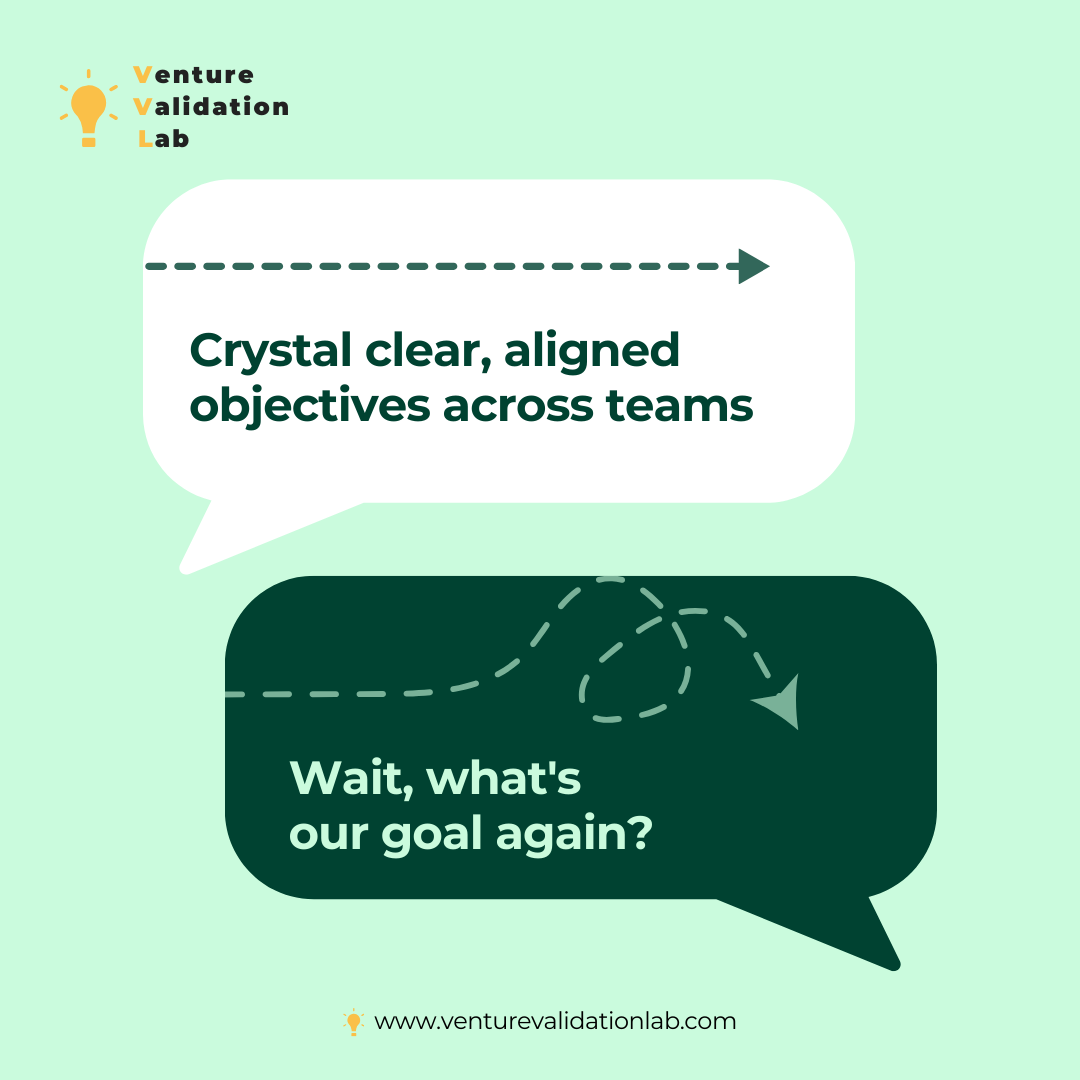 Venture
Validation
Lab
Crystal clear, aligned
objectives across teams
Wait, what's
our goal again?
www.venturevalidationlab.com